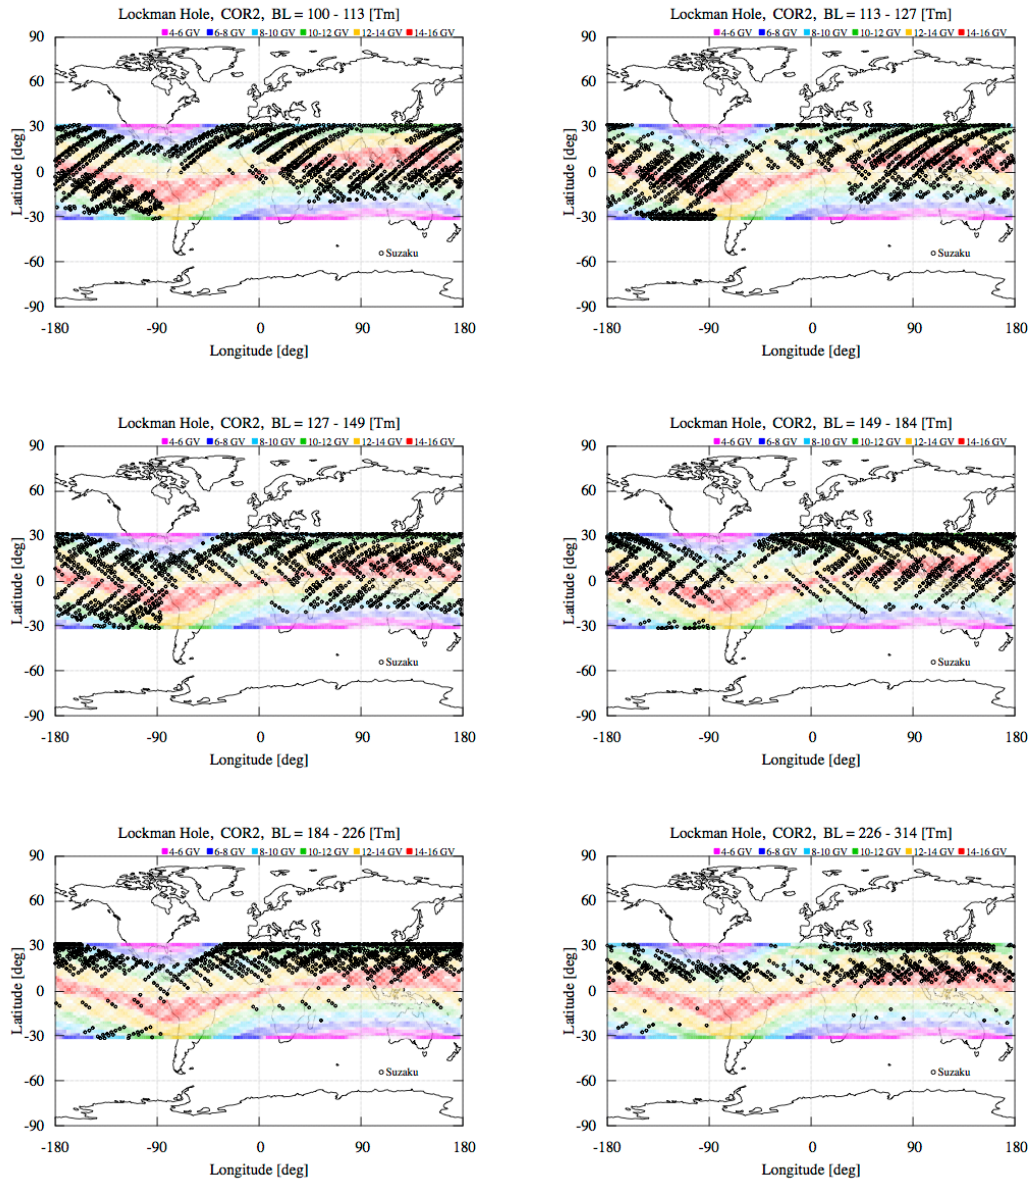 Lockman Hole, COR2, BL = 100 - 113 [Tm]
4-6 GV 6-8 GV 8-10 GV 10-12 GV 12-14 GV 14-16 GV
90
60
30
0
-30
-60
-90
Latitude [deg]
Suzaku
-180 -90 0 90 180
Longitude [deg]
Lockman Hole, COR2, BL = 113 - 127 [Tm]
4-6 GV 6-8 GV 8-10 GV 10-12 GV 12-14 GV 14-16 GV
90
60
30
0
-30
-60
-90
Latitude [deg]
Suzaku
-180 -90 0 90 180
Longitude [deg]
Lockman Hole, COR2, BL = 127 - 149 [Tm]
4-6 GV 6-8 GV 8-10 GV 10-12 GV 12-14 GV 14-16 GV
90
60
30
0
-30
-60
-90
Latitude [deg]
Suzaku
-180 -90 0 90 180
Longitude [deg]
Lockman Hole, COR2, BL = 149 - 184 [Tm]
4-6 GV 6-8 GV 8-10 GV 10-12 GV 12-14 GV 14-16 GV
90
60
30
0
-30
-60
-90
Latitude [deg]
Suzaku
-180 -90 0 90 180
Longitude [deg]
Lockman Hole, COR2, BL = 184 - 226 [Tm]
4-6 GV 6-8 GV 8-10 GV 10-12 GV 12-14 GV 14-16 GV
90
60
30
0
-30
-60
-90
Latitude [deg]
Suzaku
-180 -90 0 90 180
Longitude [deg]
Lockman Hole, COR2, BL = 226 - 314 [Tm]
4-6 GV 6-8 GV 8-10 GV 10-12 GV 12-14 GV 14-16 GV
90
60
30
0
-30
-60
-90
Latitude [deg]
Suzaku
-180 -90 0 90 180
Longitude [deg]